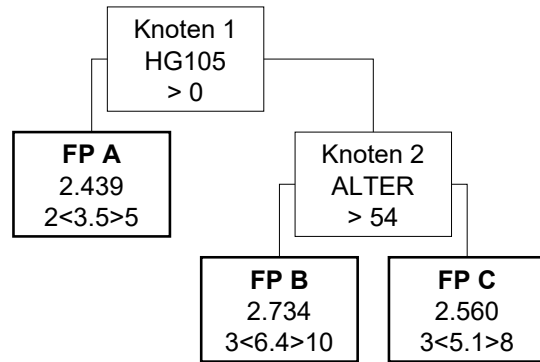 Knoten 1
HG105
> 0
FP A
2.439
2<3.5>5
Knoten 2
ALTER
> 54
FP B
2.734
3<6.4>10
FP C
2.560
3<5.1>8